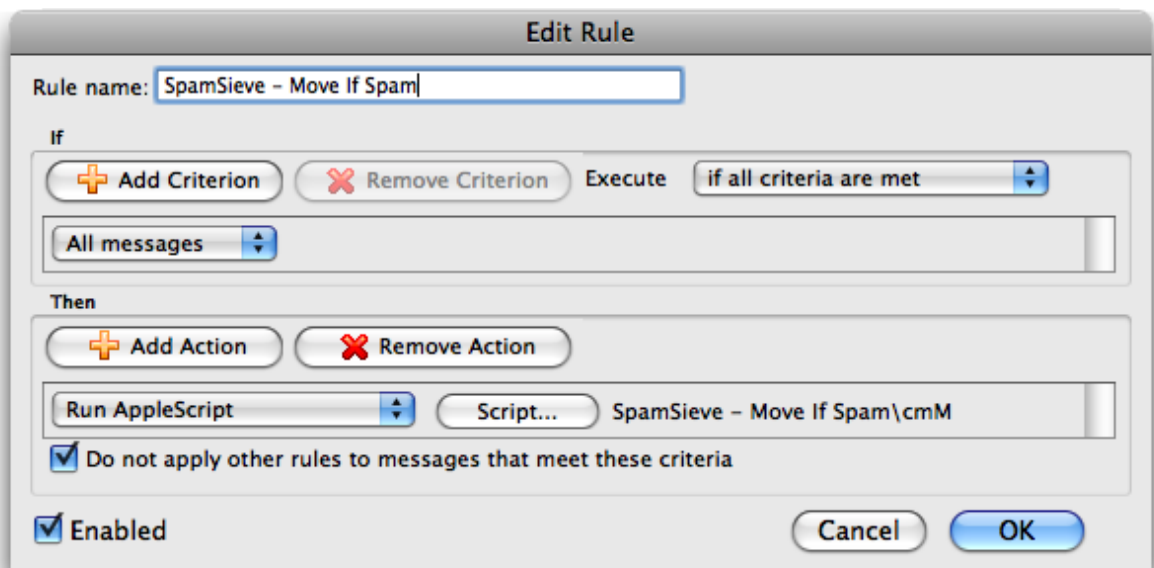 Edit Rule
Rule name: SpamSieve – Move If Spam
If
Add Criterion Remove Criterion Execute if all criteria are met
All messages
Then
Add Action Remove Action
Run AppleScript Script... SpamSieve – Move If Spam\cmM
Do not apply other rules to messages that meet these criteria
Enabled Cancel OK